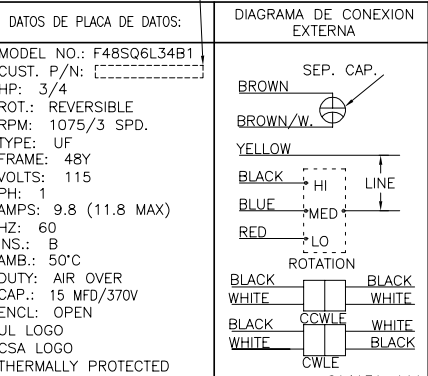 DATOS DE PLACA DE DATOS:
MODEL NO.: F48SQ6L34B1
CUST. P/N:
HP: 3/4
ROT.: REVERSIBLE
RPM: 1075/3 SPD.
TYPE: UF
FRAME: 48Y
VOLTS: 115
PH: 1
AMPS: 9.8 (11.8 MAX)
HZ: 60
INS.: B
AMB.: 50°C
DUTY: AIR OVER
CAP.: 15 MFD/370V
ENCL: OPEN
UL LOGO
CSA LOGO
THERMALLY PROTECTED
DIAGRAMA DE CONEXION
EXTERNA
SEP. CAP.
BROWN
BROWN/W.
YELLOW
BLACK HI LINE
BLUE MED
RED LO
ROTATION
BLACK BLACK
WHITE WHITE
CCWLE
BLACK WHITE
WHITE BLACK
CWLE